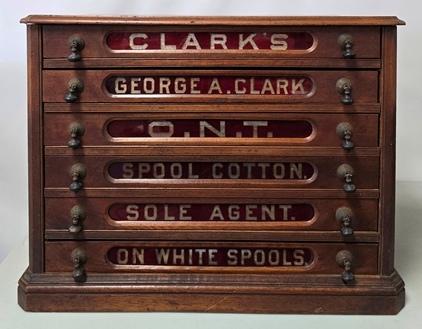 CLARK'S
GEORGE A. CLARK
O.N.T.
SPOOL COTTON.
SOLE AGENT.
ON WHITE SPOOLS.